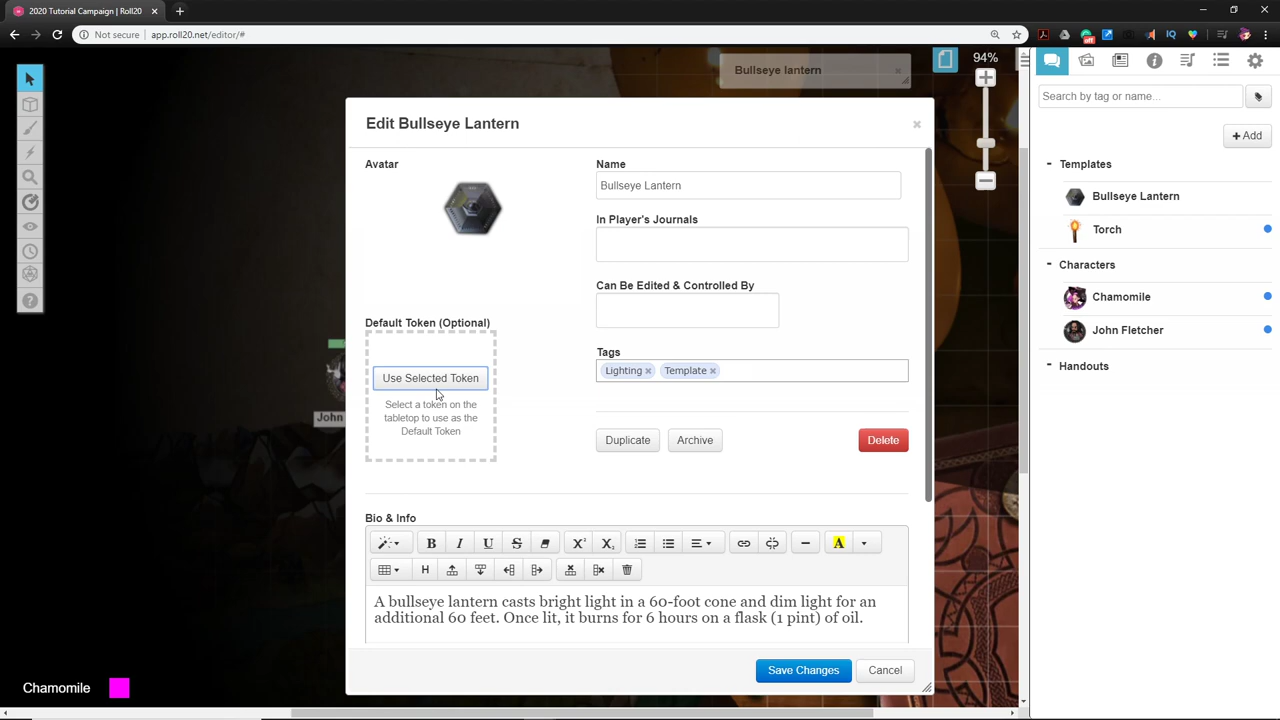 2020 Tutorial Campaign | Roll20
Not secure | app.roll20.net/editor/#
Bullseye lantern
94%
Edit Bullseye Lantern
Avatar
Name
Bullseye Lantern
In Player's Journals
Can Be Edited & Controlled By
Default Token (Optional)
Use Selected Token
Select a token on the
tabletop to use as the
Default Token
Tags
Lighting
Template
Duplicate
Archive
Delete
Bio & Info
A bullseye lantern casts bright light in a 60-foot cone and dim light for an
additional 60 feet. Once lit, it burns for 6 hours on a flask (1 pint) of oil.
Save Changes
Cancel
John
Chamomile
Search by tag or name...
+ Add
Templates
Bullseye Lantern
Torch
Characters
Chamomile
John Fletcher
Handouts